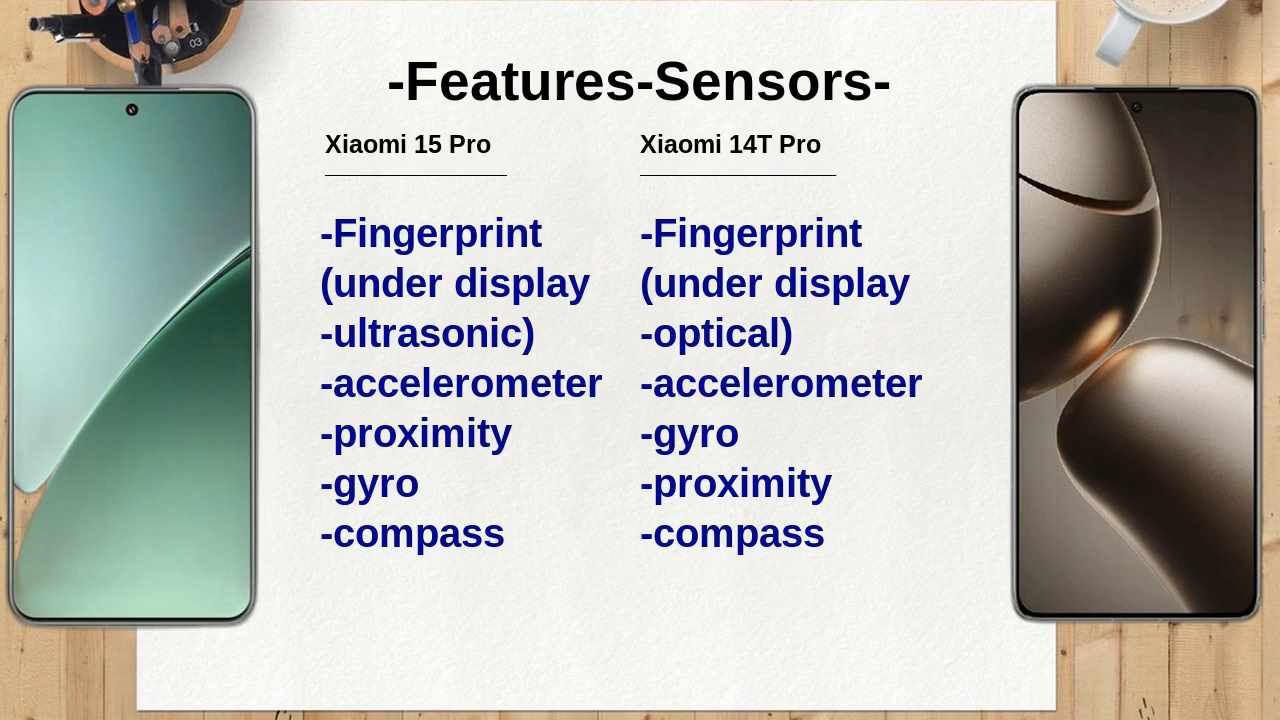 -Features-Sensors-
Xiaomi 15 Pro
Xiaomi 14T Pro
-Fingerprint
(under display
-ultrasonic)
-accelerometer
-proximity
-gyro
-compass
-Fingerprint
(under display
-optical)
-accelerometer
-gyro
-proximity
-compass
03